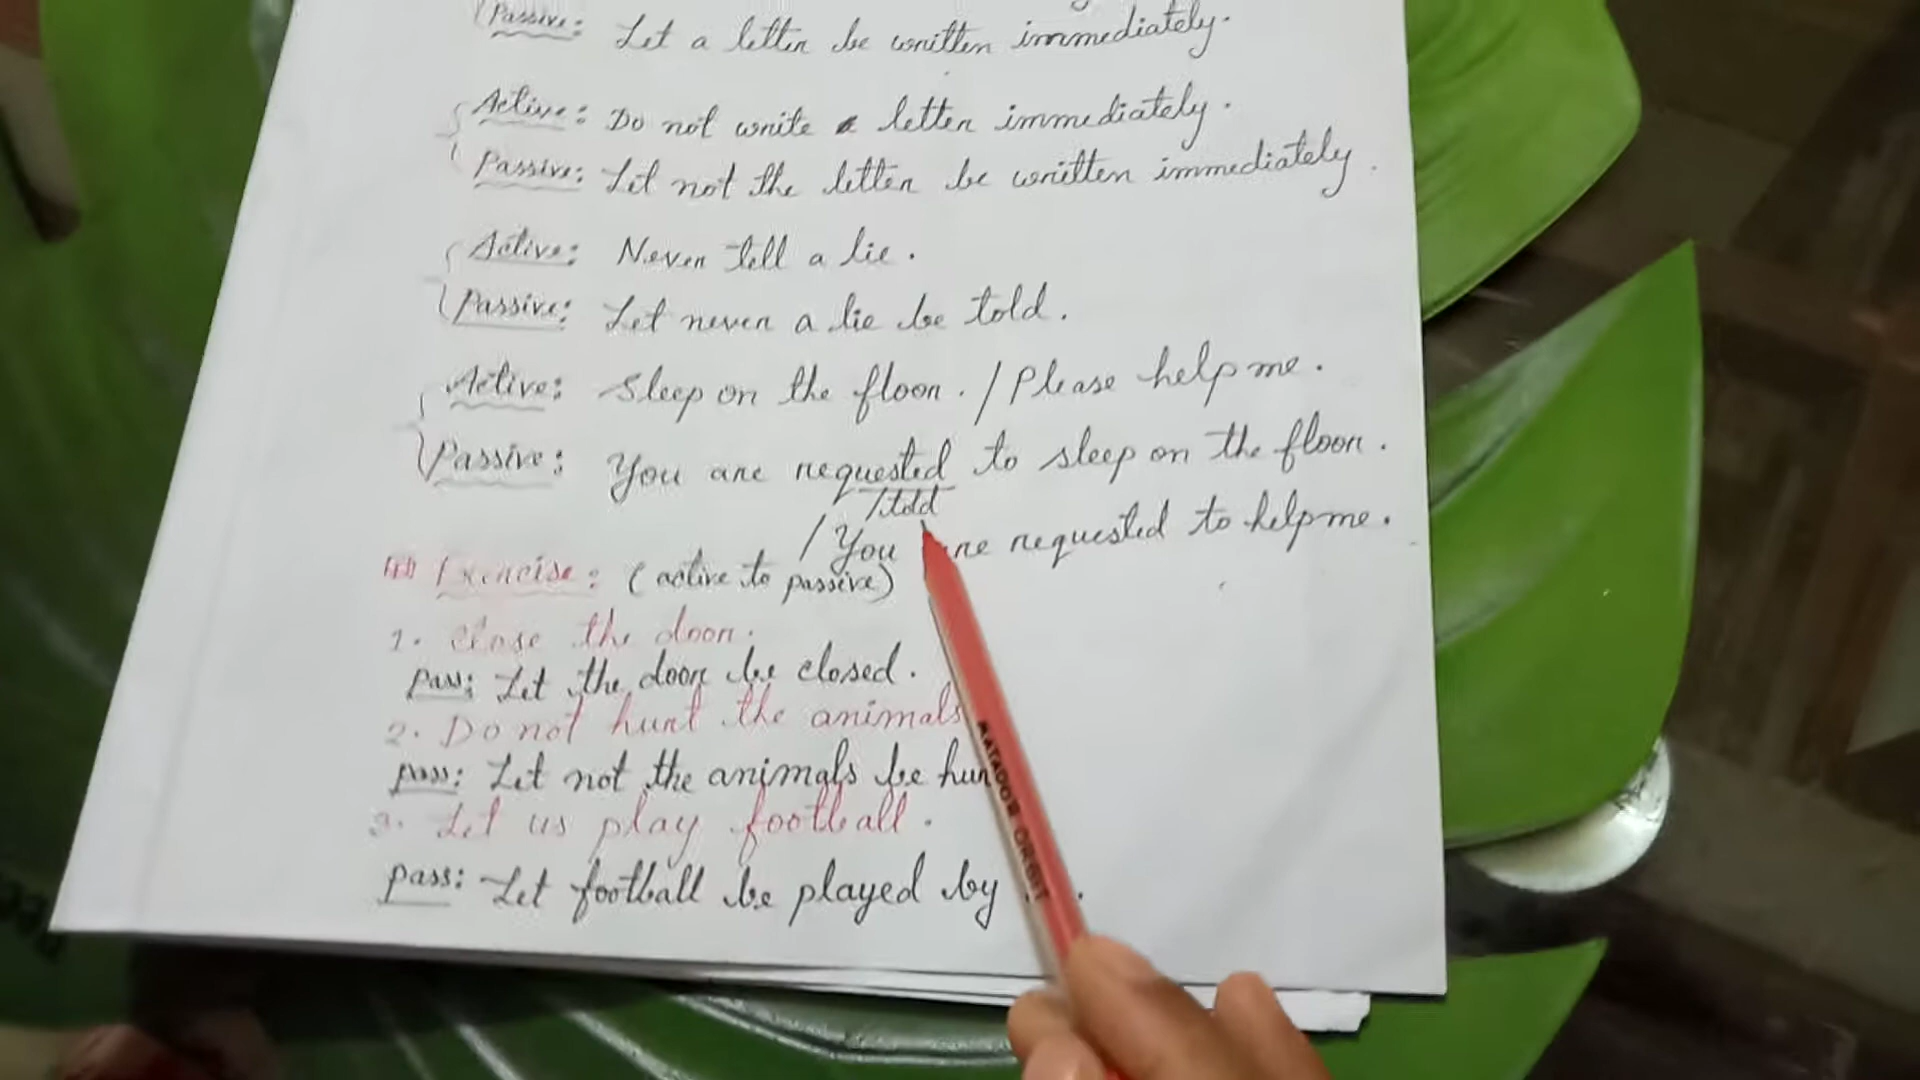 Passive: Let a letter be written immediately.
Active: Do not write a letter immediately.
Passive: Let not the letter be written immediately.
Active: Never tell a lie.
Passive: Let never a lie be told.
Active: Sleep on the floor. / Please help me.
Passive: You are requested to sleep on the floor.
/told
/ You are requested to help me.
Exercise: (active to passive)
1. Close the door.
Pass: Let the door be closed.
2. Do not hunt the animals
Pass: Let not the animals be hun
3. Let us play football.
Pass: Let football be played by
MATADOR ORBIT